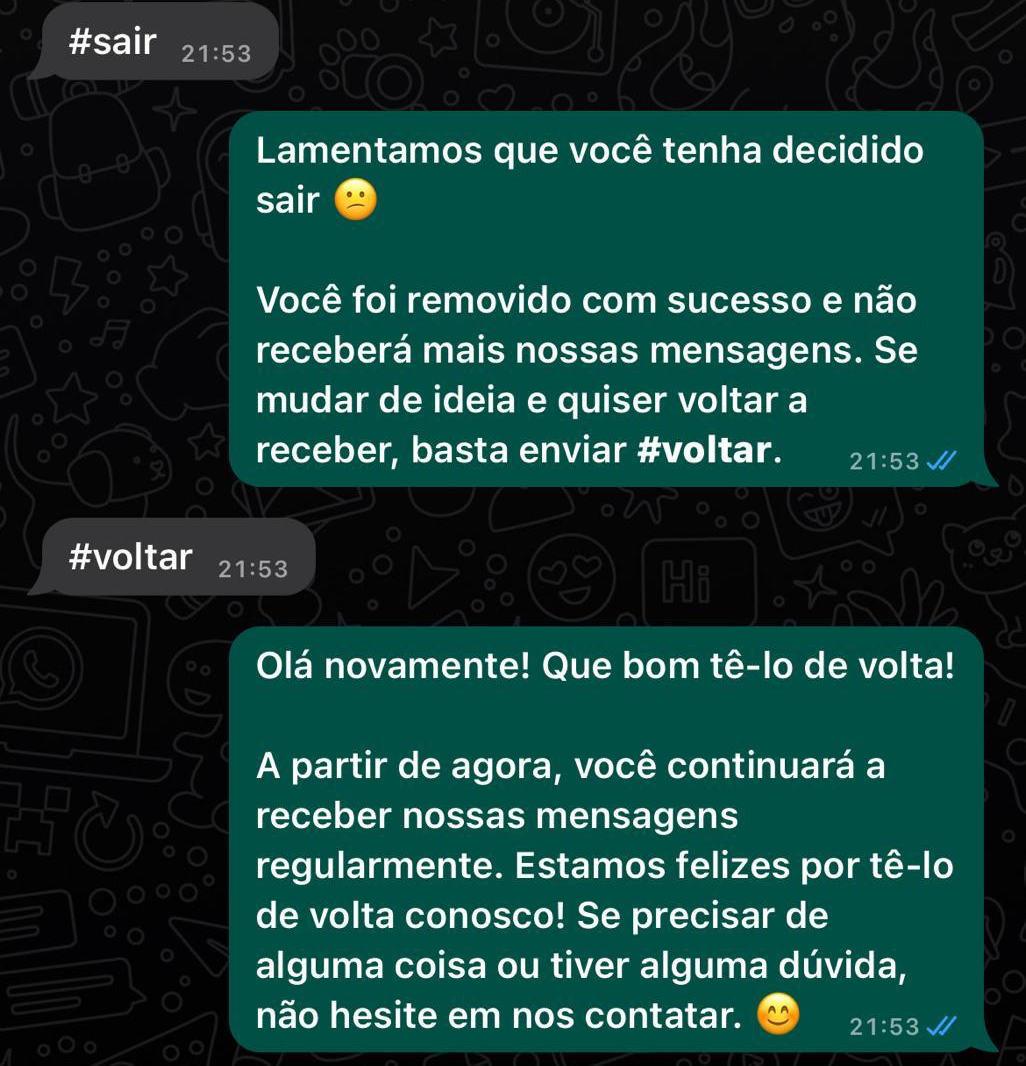 #sair 21:53
Lamentamos que você tenha decidido
sair 😕
Você foi removido com sucesso e não
receberá mais nossas mensagens. Se
mudar de ideia e quiser voltar a
receber, basta enviar #voltar. 21:53
#voltar 21:53
Hi
Olá novamente! Que bom tê-lo de volta!
A partir de agora, você continuará a
receber nossas mensagens
regularmente. Estamos felizes por tê-lo
de volta conosco! Se precisar de
alguma coisa ou tiver alguma dúvida,
não hesite em nos contatar. 😊 21:53